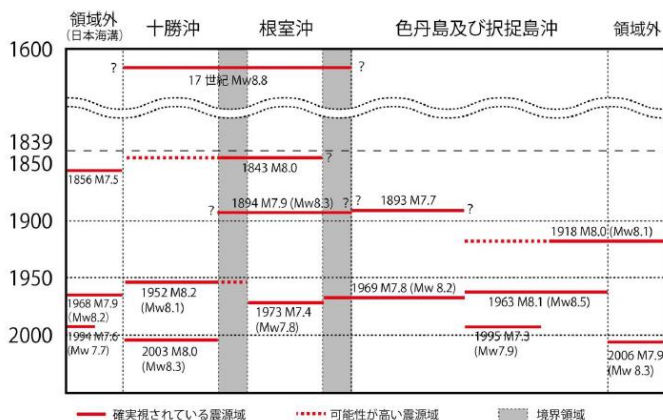 領域外
(日本海溝)
十勝沖
根室沖
色丹島及び択捉島沖
領域外
1600
?
?
17 世紀 Mw8.8
1839
1850
1843 M8.0
?
1856 M7.5
?
1894 M7.9 (Mw8.3)
?
?
1893 M7.7
?
1900
1918 M8.0 (Mw8.1)
1950
1952 M8.2
(Mw8.1)
1969 M7.8 (Mw 8.2)
1963 M8.1 (Mw8.5)
1968 M7.9
(Mw8.2)
1973 M7.4
(Mw7.8)
1994 M7.6
(Mw 7.7)
1995 M7.3
(Mw7.9)
2000
2003 M8.0
(Mw8.3)
2006 M7.9
(Mw 8.3)
確実視されている震源域
可能性が高い震源域
境界領域